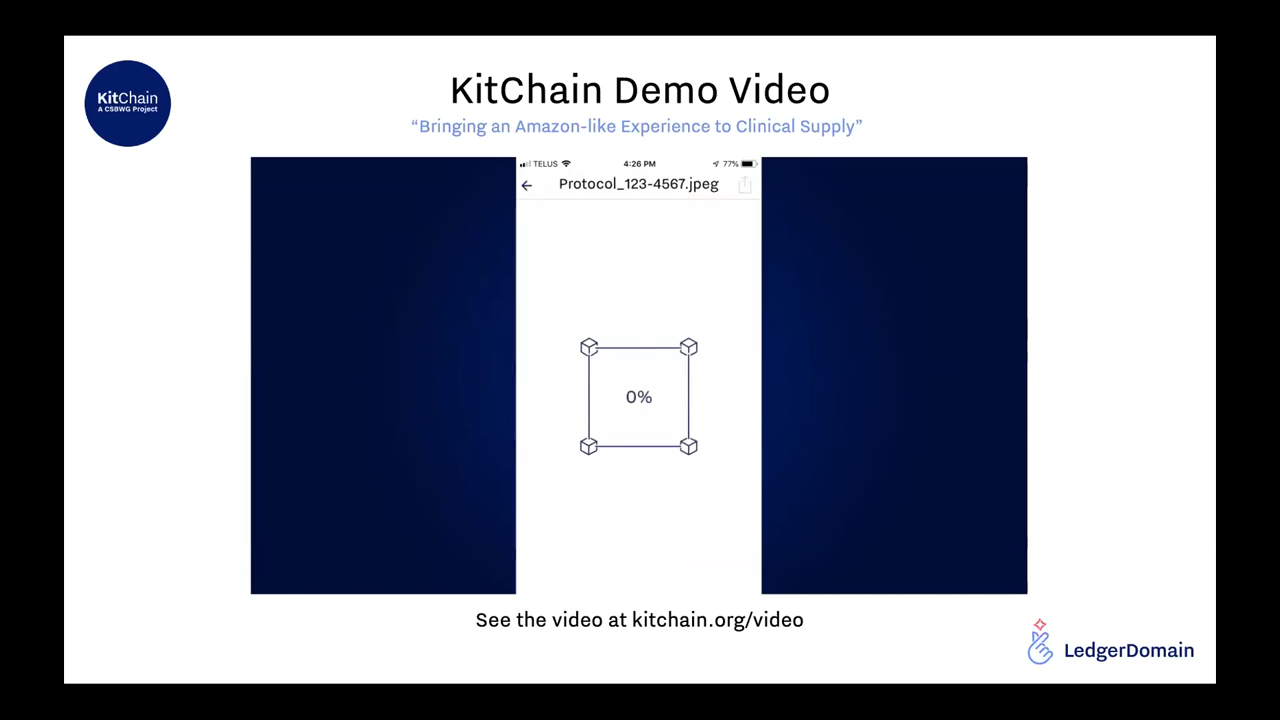 KitChain
A CSBWG Project
KitChain Demo Video
“Bringing an Amazon-like Experience to Clinical Supply”
TELUS 4:26 PM 77%
Protocol_123-4567.jpeg
0%
See the video at kitchain.org/video
LedgerDomain